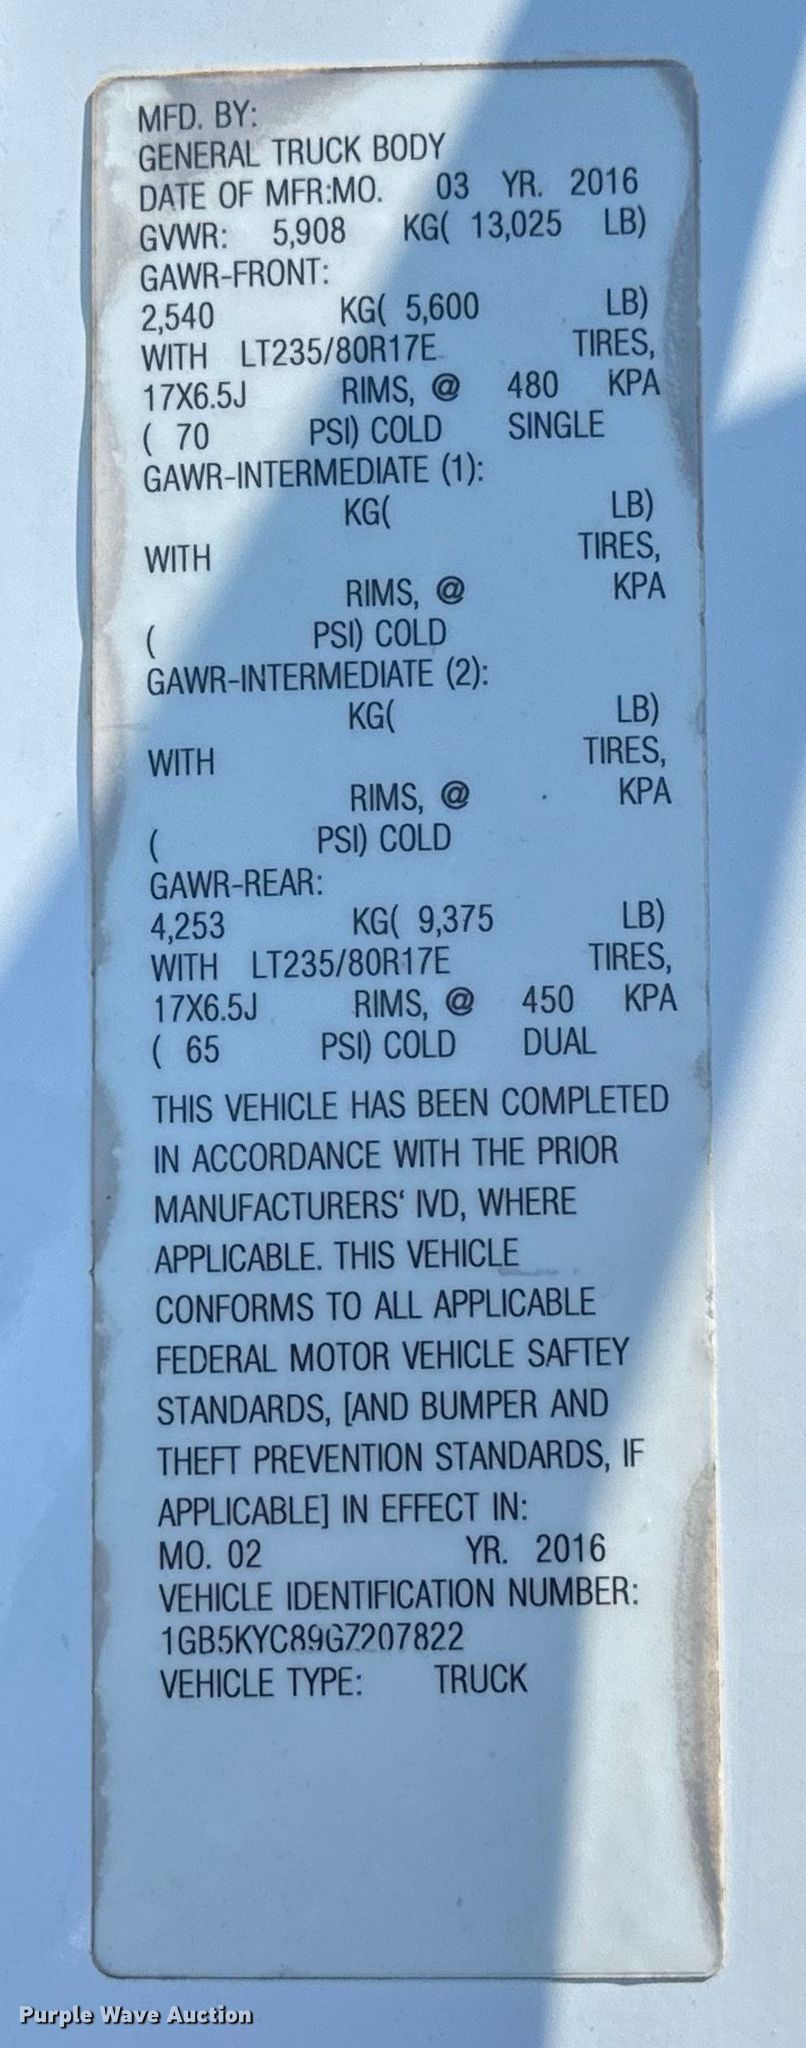 MFD. BY:
GENERAL TRUCK BODY
DATE OF MFR:MO. 03 YR. 2016
GVWR: 5,908 KG( 13,025 LB)
GAWR-FRONT:
2,540 KG( 5,600 LB)
WITH LT235/80R17E TIRES,
17X6.5J RIMS, @ 480 KPA
( 70 PSI) COLD SINGLE
GAWR-INTERMEDIATE (1):
KG( LB)
WITH TIRES,
RIMS, @ KPA
( PSI) COLD
GAWR-INTERMEDIATE (2):
KG( LB)
WITH TIRES,
RIMS, @ KPA
( PSI) COLD
GAWR-REAR:
4,253 KG( 9,375 LB)
WITH LT235/80R17E TIRES,
17X6.5J RIMS, @ 450 KPA
( 65 PSI) COLD DUAL
THIS VEHICLE HAS BEEN COMPLETED
IN ACCORDANCE WITH THE PRIOR
MANUFACTURERS‘ IVD, WHERE
APPLICABLE. THIS VEHICLE
CONFORMS TO ALL APPLICABLE
FEDERAL MOTOR VEHICLE SAFTEY
STANDARDS, [AND BUMPER AND
THEFT PREVENTION STANDARDS, IF
APPLICABLE] IN EFFECT IN:
MO. 02 YR. 2016
VEHICLE IDENTIFICATION NUMBER:
1GB5KYC89GZ207822
VEHICLE TYPE: TRUCK
Purple Wave Auction